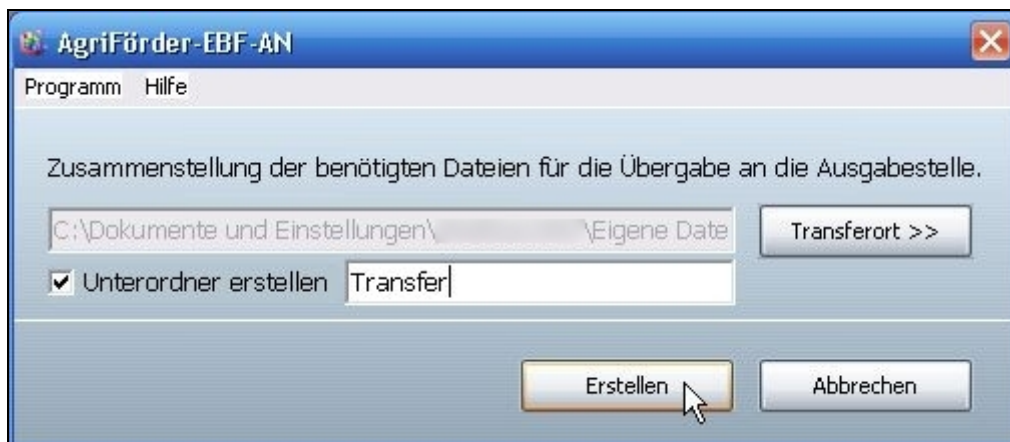 AgriFörder-EBF-AN
Programm Hilfe
Zusammenstellung der benötigten Dateien für die Übergabe an die Ausgabestelle.
C:\Dokumente und Einstellungen\ \Eigene Date
Transferort >>
Unterordner erstellen Transfer
Erstellen Abbrechen